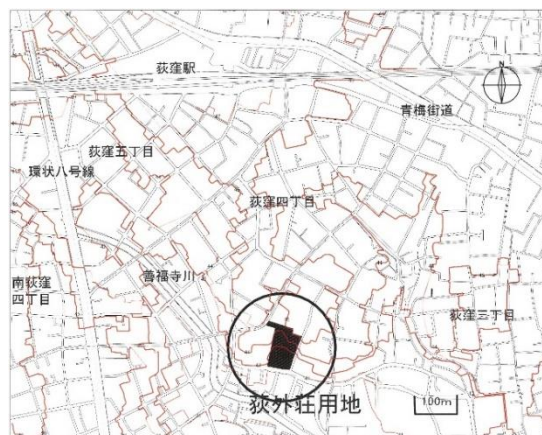 荻窪駅
N
青梅街道
荻窪五丁目
環状八号線
荻窪四丁目
善福寺川
南荻窪
四丁目
荻窪三丁目
荻外荘用地
100m